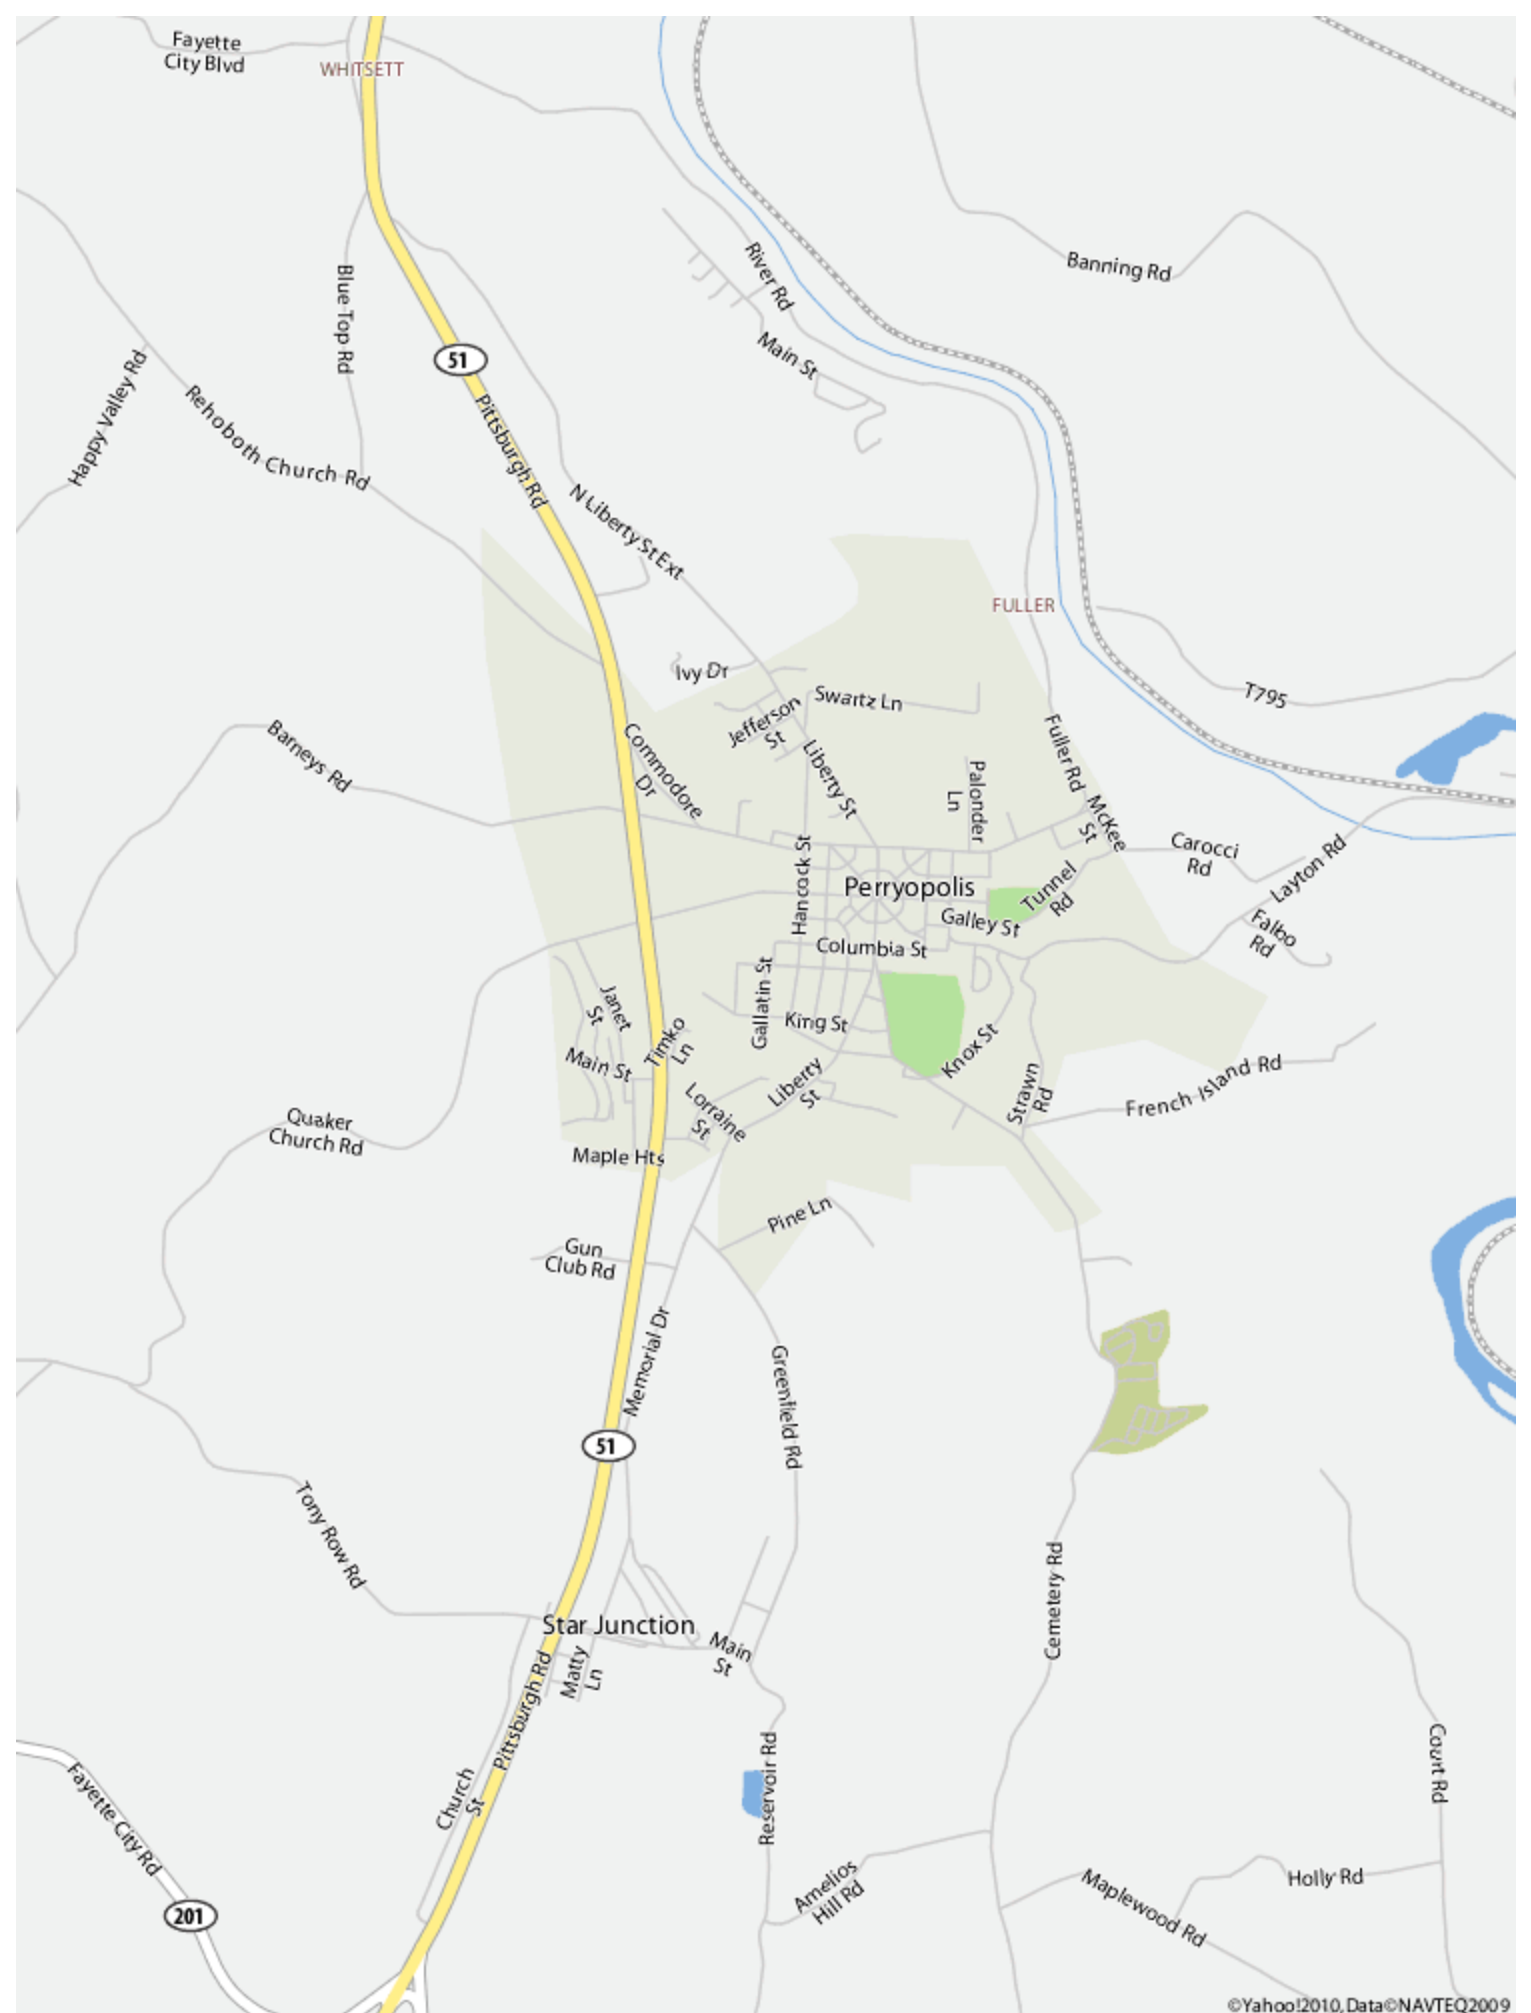 Fayette
City Blvd
WHITSETT
River Rd
Banning Rd
Blue Top Rd
51
Main St
Happy Valley Rd
Rehoboth Church Rd
Pittsburgh Rd
N Liberty St Ext
FULLER
Ivy Dr
Swartz Ln
T795
Jefferson
St
Barneys Rd
Commodore
Dr
Liberty St
Palonder
Ln
Fuller Rd
McKee
St
Carocci
Rd
Layton Rd
Hancock St
Perryopolis
Tunnel
Rd
Galley St
Falbo
Rd
Columbia St
Janet
St
Gallatin St
King St
Timko
Ln
Knox St
Main St
Liberty
St
Strawn
Rd
French Island Rd
Lorraine
St
Quaker
Church Rd
Maple Hts
Pine Ln
Gun
Club Rd
Memorial Dr
Greenfield Rd
51
Tony Row Rd
Cemetery Rd
Star Junction
Main
St
Matty
Ln
Pittsburgh Rd
Reservoir Rd
Court Rd
Church
St
Fayette City Rd
Amelios
Hill Rd
Holly Rd
Maplewood Rd
201
©Yahoo!2010, Data©NAVTEQ2009